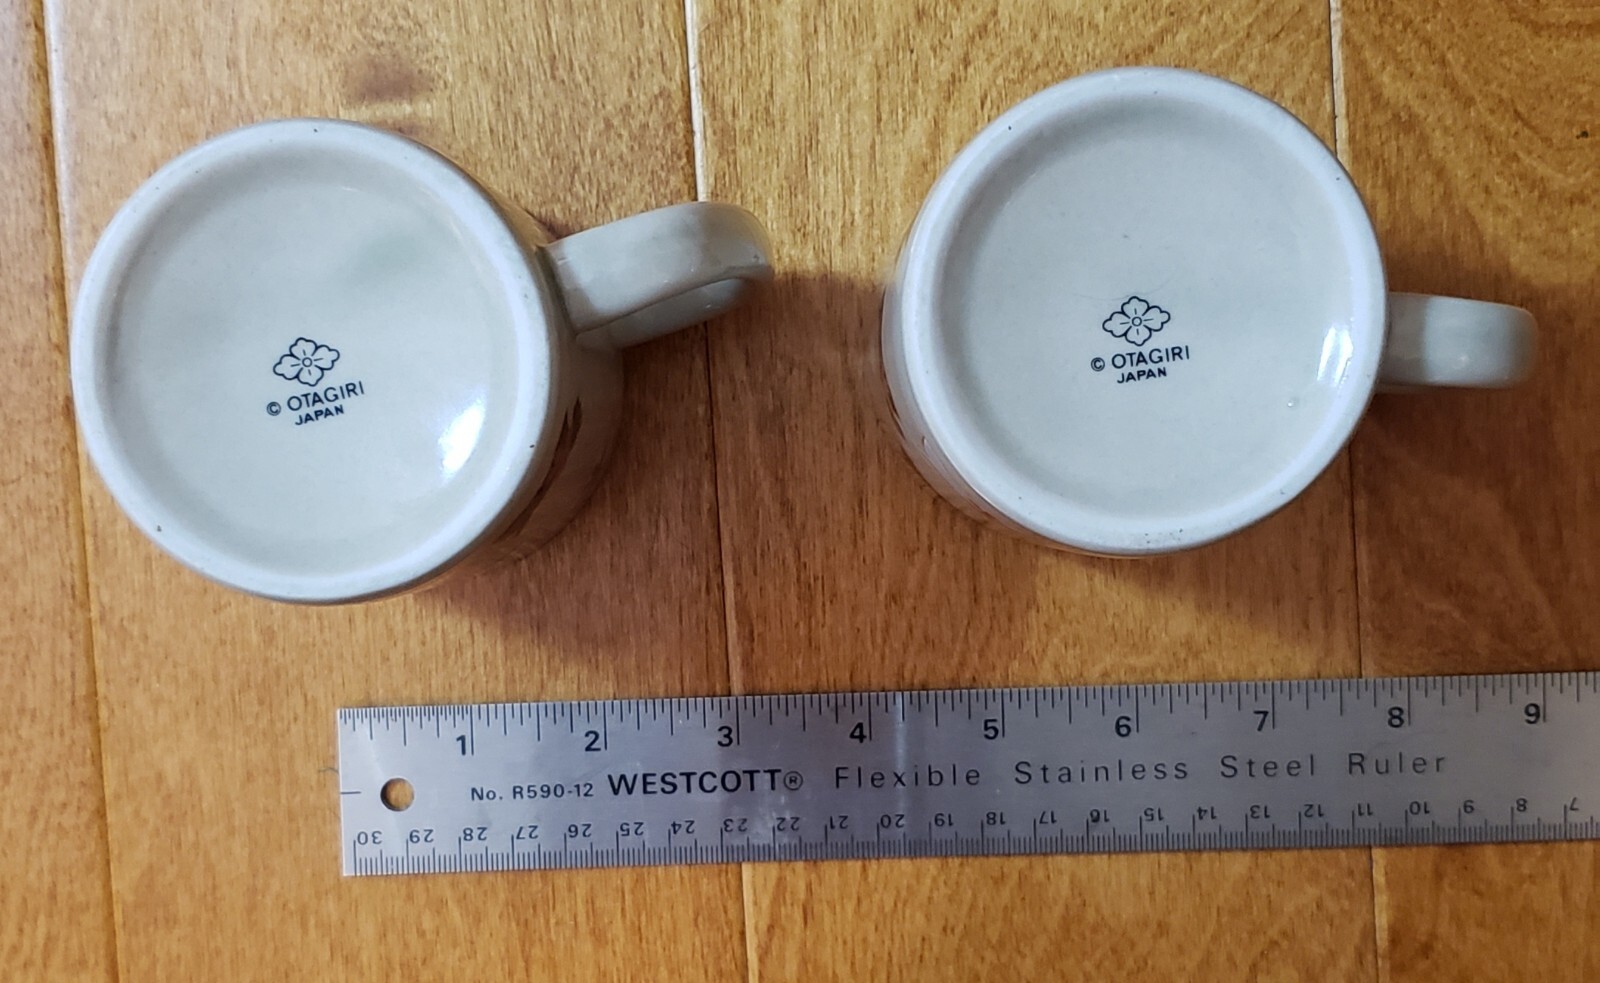 © OTAGIRI
JAPAN
© OTAGIRI
JAPAN
1 2 3 4 5 6 7 8 9
No. R590-12 WESTCOTT® Flexible Stainless Steel Ruler
30 29 28 27 26 25 24 23 22 21 20 19 18 17 16 15 14 13 12 11 10 9 8 7